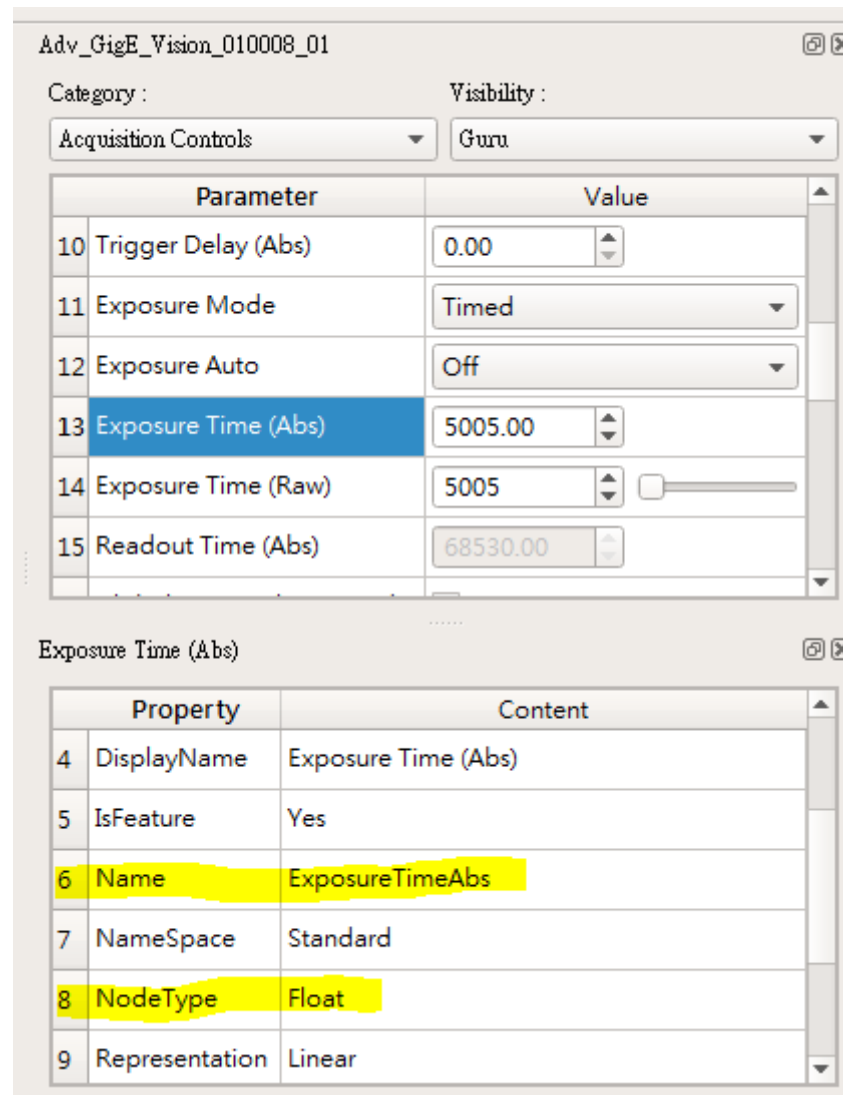 Adv_GigE_Vision_010008_01
Category : Visibility :
Acquisition Controls Guru
Parameter Value
10 Trigger Delay (Abs) 0.00
11 Exposure Mode Timed
12 Exposure Auto Off
13 Exposure Time (Abs) 5005.00
14 Exposure Time (Raw) 5005
15 Readout Time (Abs) 68530.00
Exposure Time (Abs)
Property Content
4 DisplayName Exposure Time (Abs)
5 IsFeature Yes
6 Name ExposureTimeAbs
7 NameSpace Standard
8 NodeType Float
9 Representation Linear